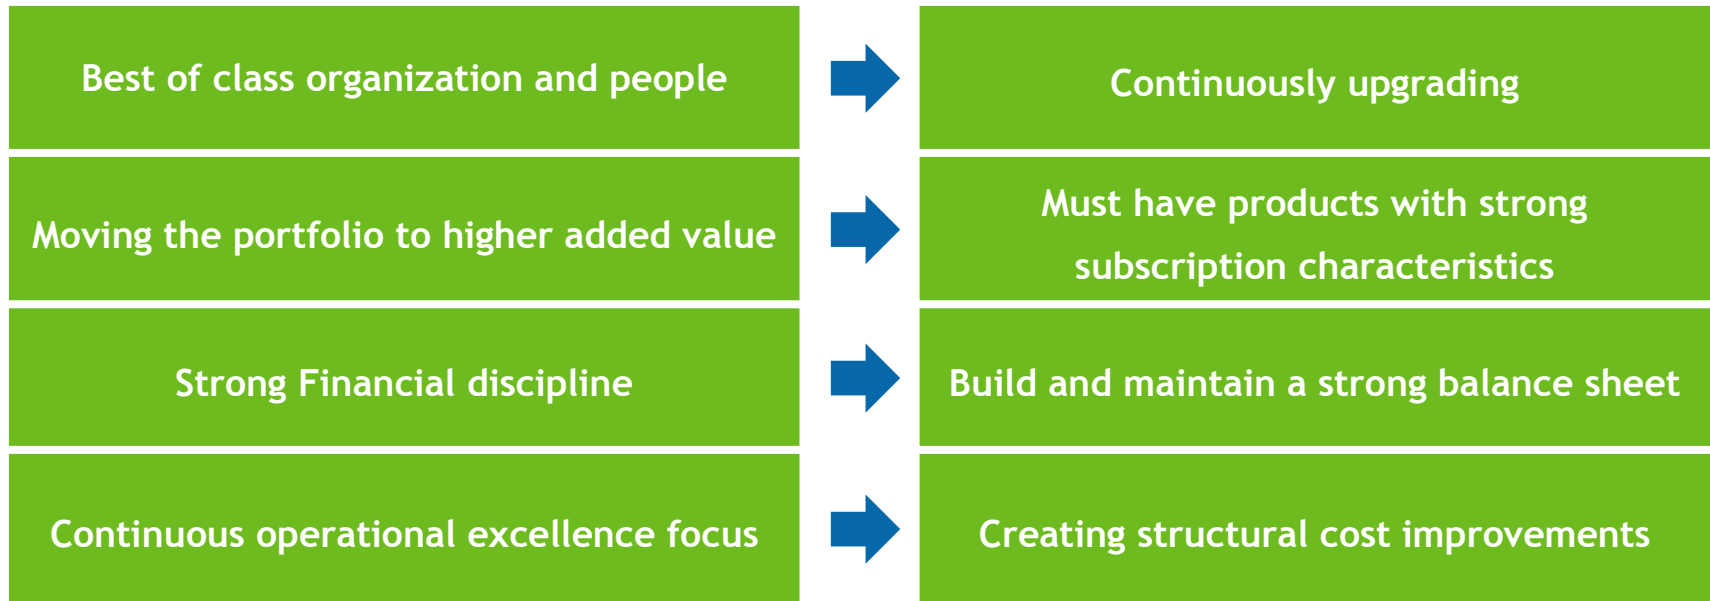 Best of class organization and people
Continuously upgrading
Moving the portfolio to higher added value
Must have products with strong
subscription characteristics
Strong Financial discipline
Build and maintain a strong balance sheet
Continuous operational excellence focus
Creating structural cost improvements